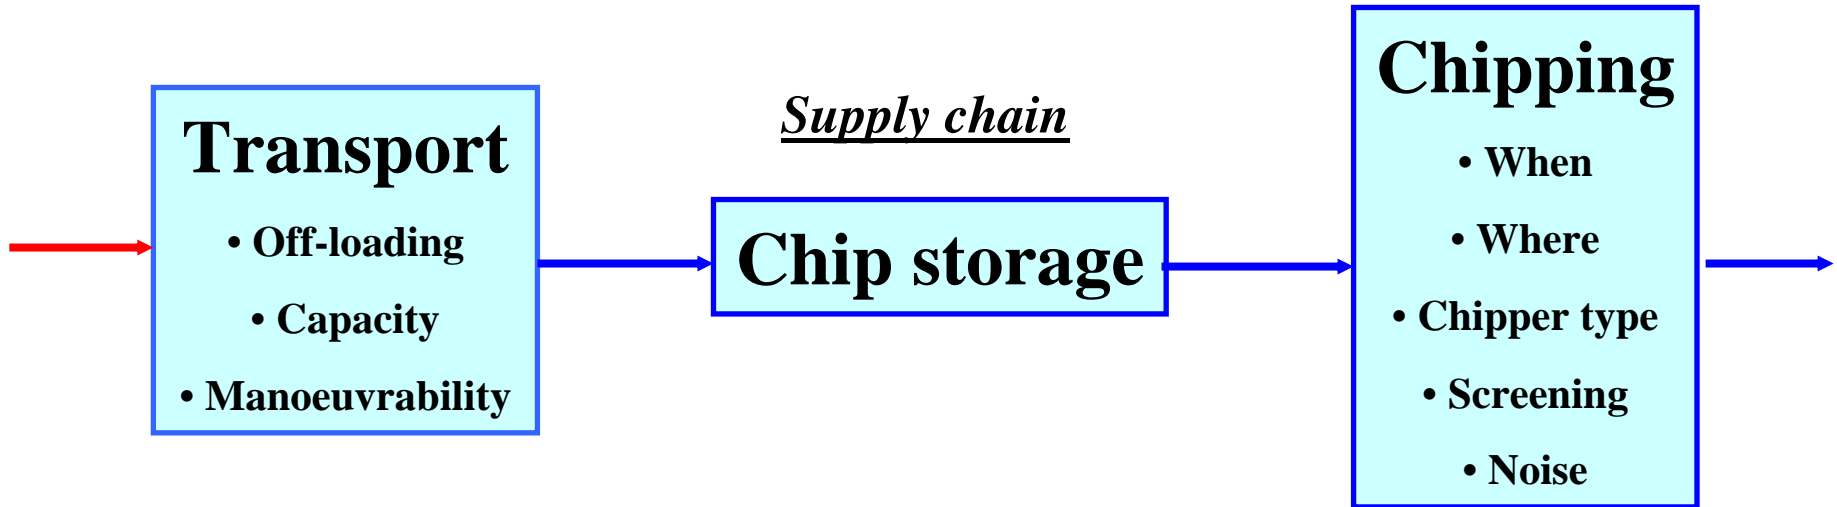 Supply chain
Transport
• Off-loading
• Capacity
• Manoeuvrability
Chip storage
Chipping
• When
• Where
• Chipper type
• Screening
• Noise